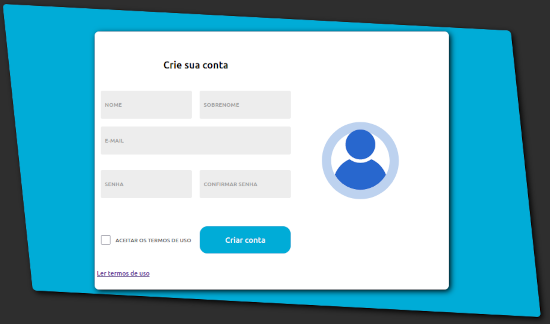 Crie sua conta
NOME SOBRENOME
E-MAIL
SENHA CONFIRMAR SENHA
ACEITAR OS TERMOS DE USO Criar conta
Ler termos de uso